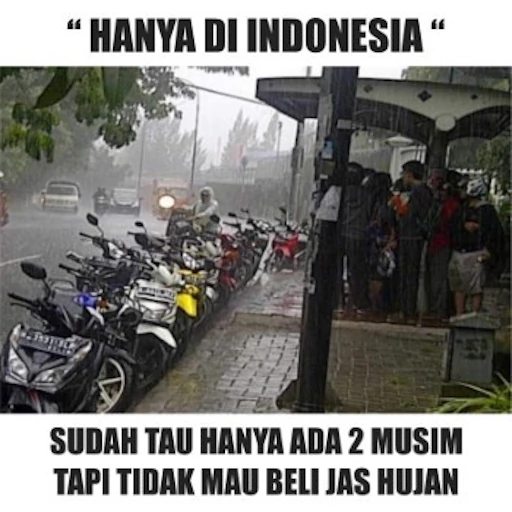 “ HANYA DI INDONESIA “
SUDAH TAU HANYA ADA 2 MUSIM
TAPI TIDAK MAU BELI JAS HUJAN